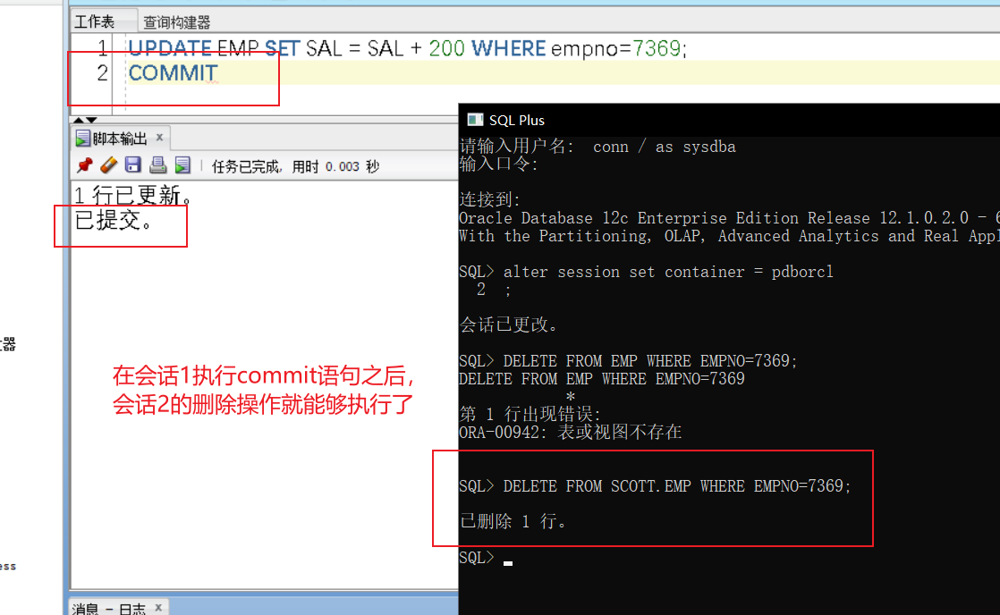 工作表 查询构建器
1 UPDATE EMP SET SAL = SAL + 200 WHERE empno=7369;
2 COMMIT
脚本输出 x
任务已完成, 用时 0.003 秒
1 行已更新。
已提交。
器
在会话1执行commit语句之后,
会话2的删除操作就能够执行了
ess
消息 - 日志 x
SQL Plus
请输入用户名: conn / as sysdba
输入口令:
连接到:
Oracle Database 12c Enterprise Edition Release 12.1.0.2.0 - 6
With the Partitioning, OLAP, Advanced Analytics and Real Appl
SQL> alter session set container = pdborcl
2 ;
会话已更改。
SQL> DELETE FROM EMP WHERE EMPNO=7369;
DELETE FROM EMP WHERE EMPNO=7369
*
第 1 行出现错误:
ORA-00942: 表或视图不存在
SQL> DELETE FROM SCOTT.EMP WHERE EMPNO=7369;
已删除 1 行。
SQL>